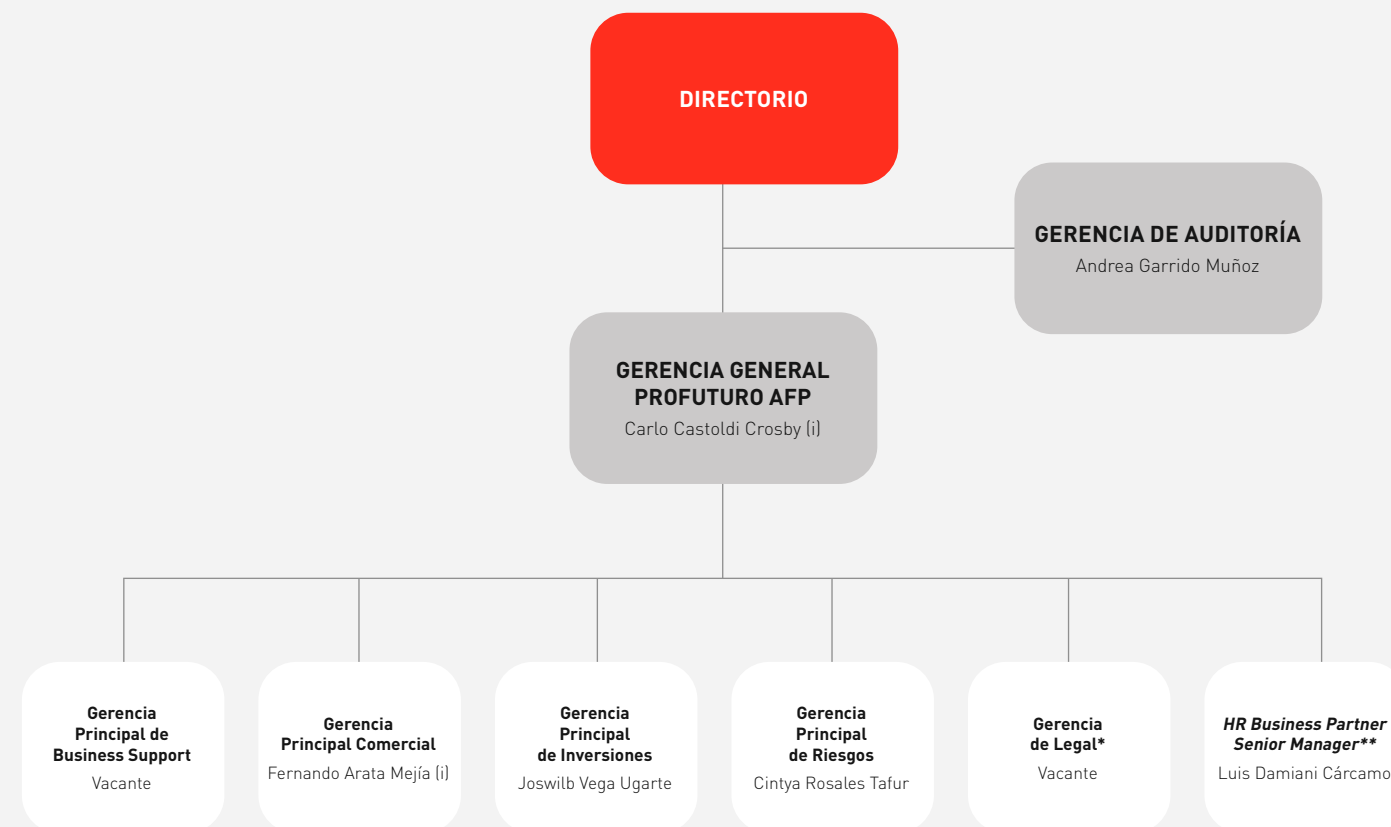 DIRECTORIO
GERENCIA DE AUDITORÍA
Andrea Garrido Muñoz
GERENCIA GENERAL
PROFUTURO AFP
Carlo Castoldi Crosby (i)
Gerencia
Principal de
Business Support
Vacante
Gerencia
Principal Comercial
Fernando Arata Mejía (i)
Gerencia
Principal
de Inversiones
Joswilb Vega Ugarte
Gerencia
Principal
de Riesgos
Cintya Rosales Tafur
Gerencia
de Legal*
Vacante
HR Business Partner
Senior Manager**
Luis Damiani Cárcamo